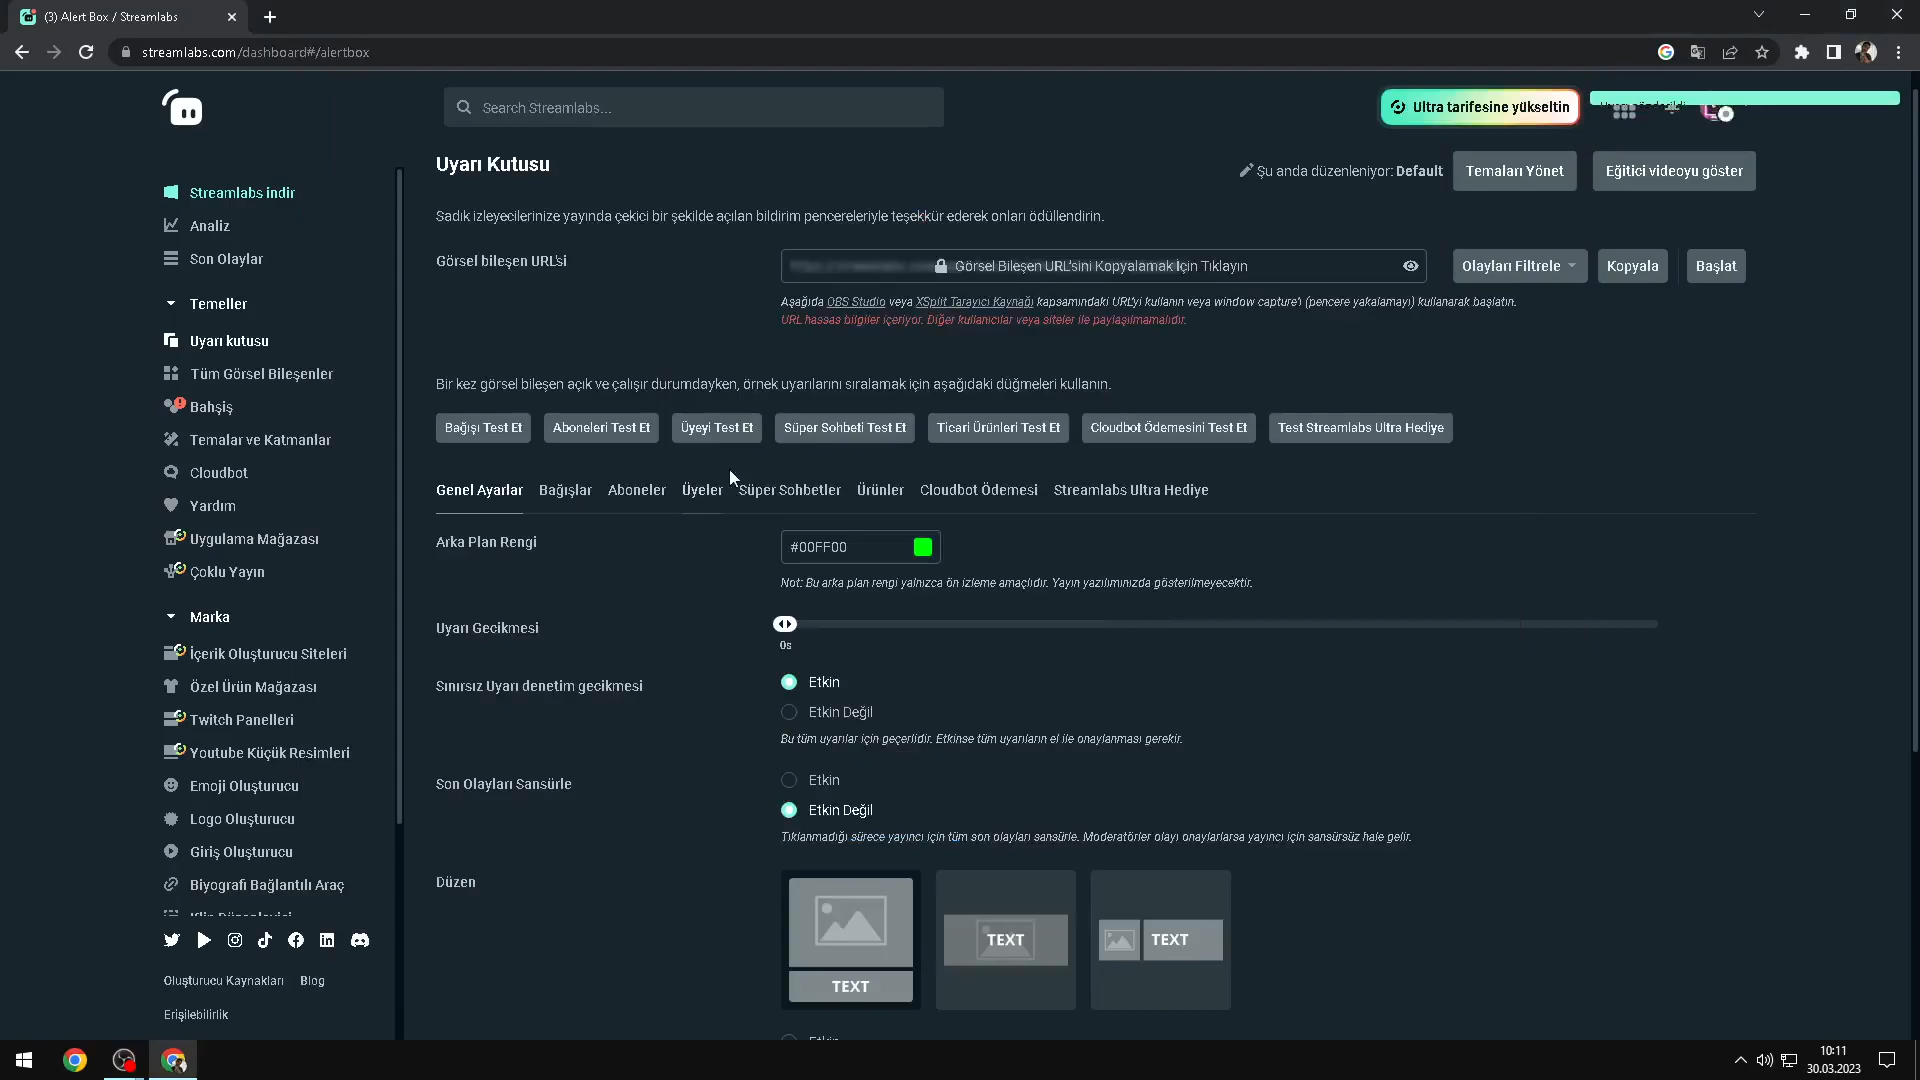 (3) Alert Box / Streamlabs
streamlabs.com/dashboard#/alertbox
Search Streamlabs...
Ultra tarifesine yükseltin
Uyarı Kutusu
Şu anda düzenleniyor: Default
Temaları Yönet
Eğitici videoyu göster
Sadık izleyecilerinize yayında çekici bir şekilde açılan bildirim pencereleriyle teşekkür ederek onları ödüllendirin.
Görsel bileşen URL'si
Görsel Bileşen URL'sini Kopyalamak İçin Tıklayın
Olayları Filtrele
Kopyala
Başlat
Aşağıda OBS Studio veya XSplit Tarayıcı Kaynağı kapsamındaki URL'yi kullanın veya window capture'ı (pencere yakalamayı) kullanarak başlatın.
URL hassas bilgiler içeriyor. Diğer kullanıcılar veya siteler ile paylaşılmamalıdır.
Bir kez görsel bileşen açık ve çalışır durumdayken, örnek uyarılarını sıralamak için aşağıdaki düğmeleri kullanın.
Bağışı Test Et
Aboneleri Test Et
Üyeyi Test Et
Süper Sohbeti Test Et
Ticari Ürünleri Test Et
Cloudbot Ödemesini Test Et
Test Streamlabs Ultra Hediye
Genel Ayarlar
Bağışlar
Aboneler
Üyeler
Süper Sohbetler
Ürünler
Cloudbot Ödemesi
Streamlabs Ultra Hediye
Arka Plan Rengi
#00FF00
Not: Bu arka plan rengi yalnızca ön izleme amaçlıdır. Yayın yazılımınızda gösterilmeyecektir.
Uyarı Gecikmesi
0s
Sınırsız Uyarı denetim gecikmesi
Etkin
Etkin Değil
Bu tüm uyarılar için geçerlidir. Etkinse tüm uyarıların el ile onaylanması gerekir.
Son Olayları Sansürle
Etkin
Etkin Değil
Tıklanmadığı sürece yayıncı için tüm son olayları sansürle. Moderatörler olayı onaylarlarsa yayıncı için sansürsüz hale gelir.
Düzen
TEXT
TEXT
TEXT
Etkin
Streamlabs indir
Analiz
Son Olaylar
Temeller
Uyarı kutusu
Tüm Görsel Bileşenler
Bahşiş
Temalar ve Katmanlar
Cloudbot
Yardım
Uygulama Mağazası
Çoklu Yayın
Marka
İçerik Oluşturucu Siteleri
Özel Ürün Mağazası
Twitch Panelleri
Youtube Küçük Resimleri
Emoji Oluşturucu
Logo Oluşturucu
Giriş Oluşturucu
Biyografi Bağlantılı Araç
Oluşturucu Kaynakları
Blog
Erişilebilirlik
10:11
30.03.2023